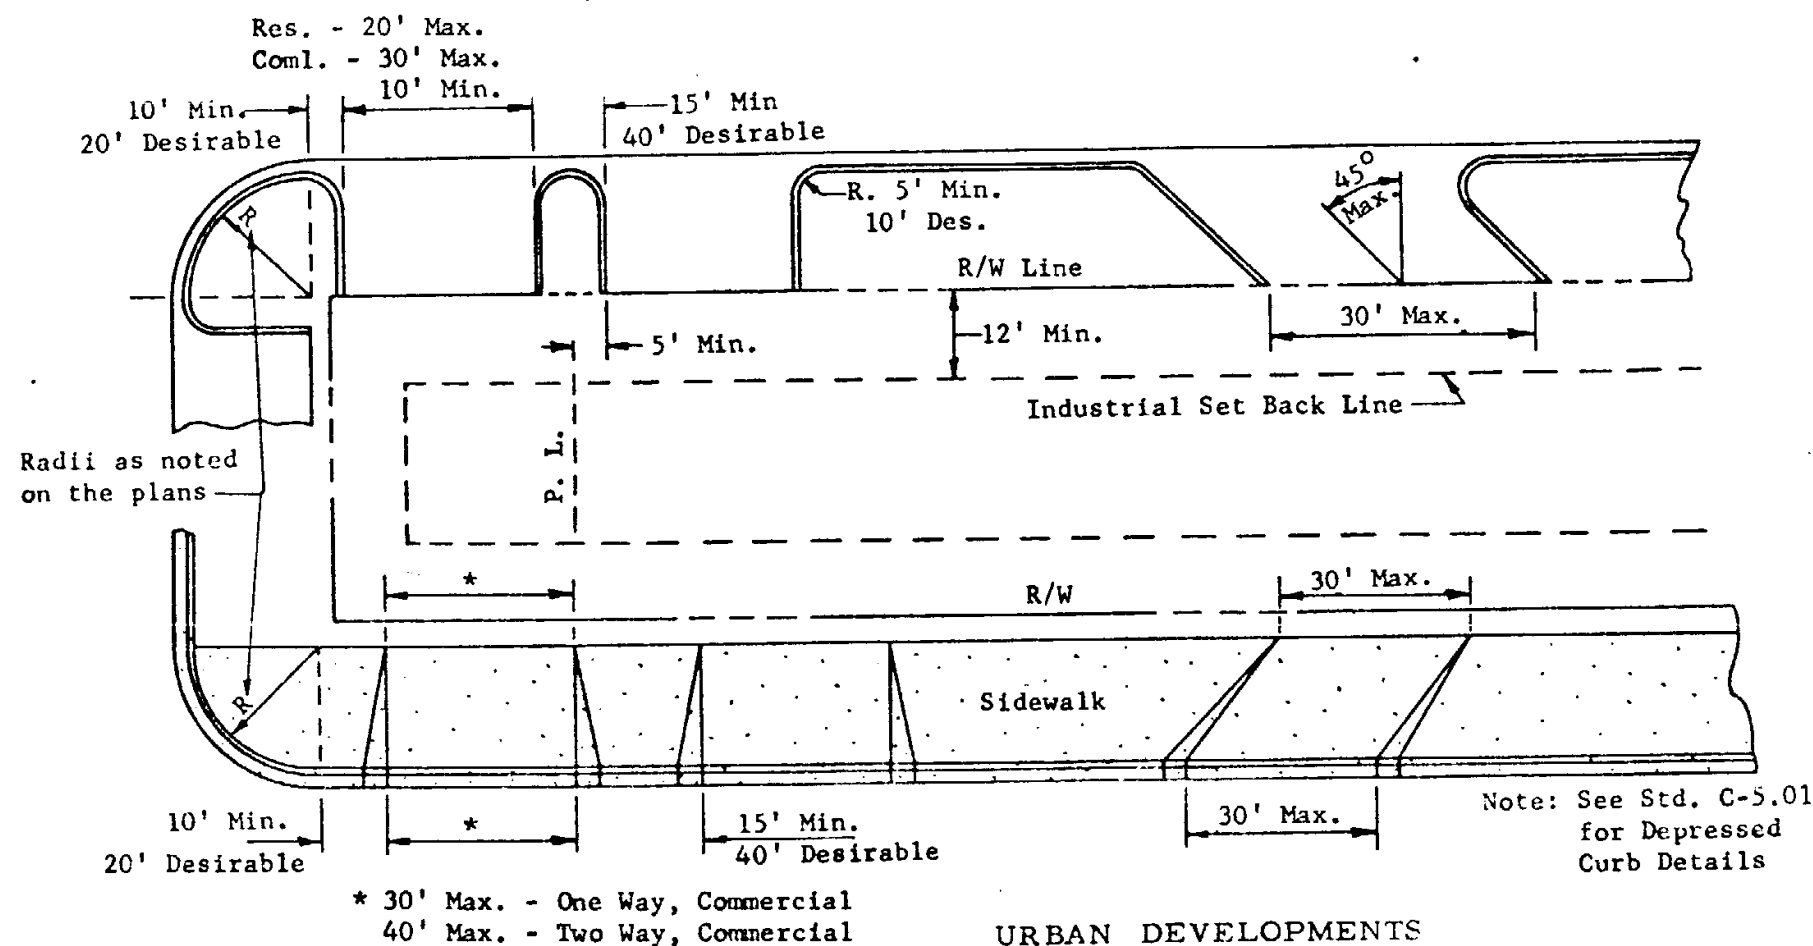 Res. - 20' Max.
Coml. - 30' Max.
10' Min.
10' Min.
20' Desirable
15' Min
40' Desirable
R. 5' Min.
10' Des.
45°
Max.
R
R/W Line
30' Max.
12' Min.
5' Min.
Industrial Set Back Line
P. L.
Radii as noted
on the plans
*
R/W
30' Max.
Sidewalk
R
10' Min.
20' Desirable
*
15' Min.
40' Desirable
30' Max.
Note: See Std. C-5.01
for Depressed
Curb Details
* 30' Max. - One Way, Commercial
40' Max. - Two Way, Commercial
URBAN DEVELOPMENTS